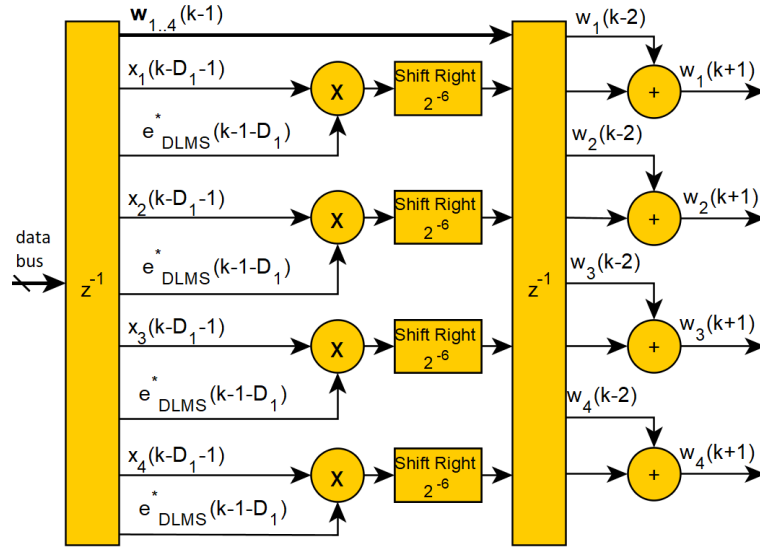 w1..4(k-1)
w1(k-2)
x1(k-D1-1)
X
Shift Right
2^-6
+
w1(k+1)
e*DLMS(k-1-D1)
w2(k-2)
x2(k-D1-1)
X
Shift Right
2^-6
+
w2(k+1)
data
bus
e*DLMS(k-1-D1)
w3(k-2)
z^-1
z^-1
x3(k-D1-1)
X
Shift Right
2^-6
+
w3(k+1)
e*DLMS(k-1-D1)
w4(k-2)
x4(k-D1-1)
X
Shift Right
2^-6
+
w4(k+1)
e*DLMS(k-1-D1)